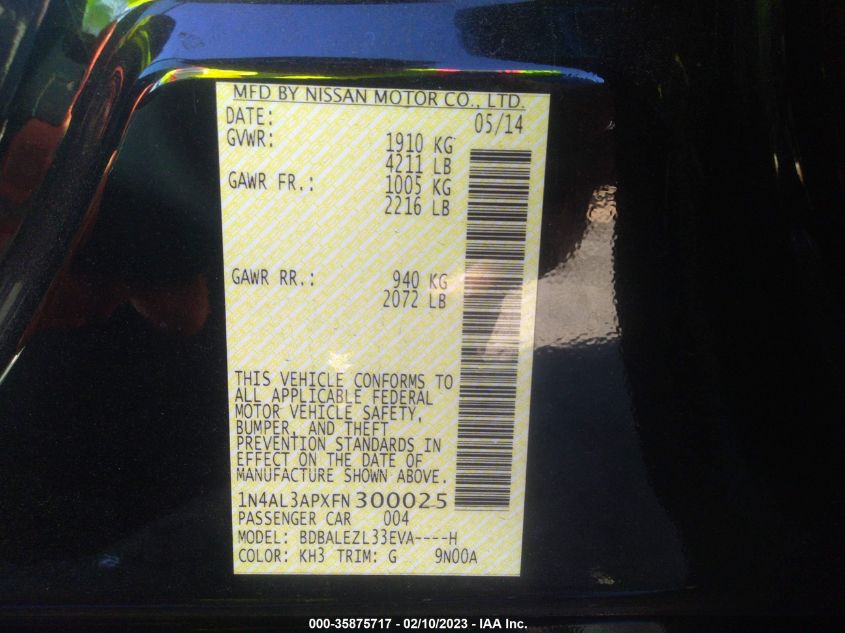 MFD BY NISSAN MOTOR CO., LTD.
DATE: 05/14
GVWR: 1910 KG
4211 LB
GAWR FR.: 1005 KG
2216 LB
GAWR RR.: 940 KG
2072 LB
THIS VEHICLE CONFORMS TO
ALL APPLICABLE FEDERAL
MOTOR VEHICLE SAFETY,
BUMPER, AND THEFT
PREVENTION STANDARDS IN
EFFECT ON THE DATE OF
MANUFACTURE SHOWN ABOVE.
1N4AL3APXFN300025
PASSENGER CAR 004
MODEL: BDBALEZL33EVA----H
COLOR: KH3 TRIM: G 9N00A
000-35875717 - 02/10/2023 - IAA Inc.